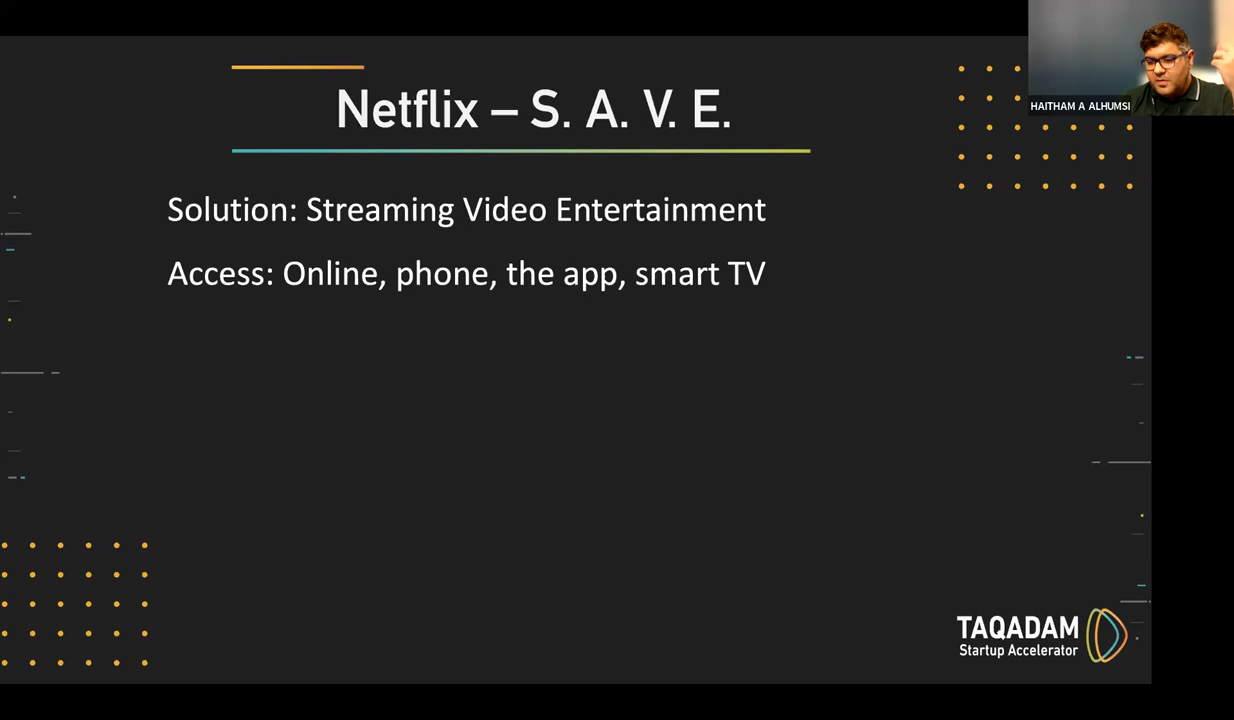 HAITHAM A ALHUMSI
Netflix – S. A. V. E.
Solution: Streaming Video Entertainment
Access: Online, phone, the app, smart TV
TAQADAM
Startup Accelerator